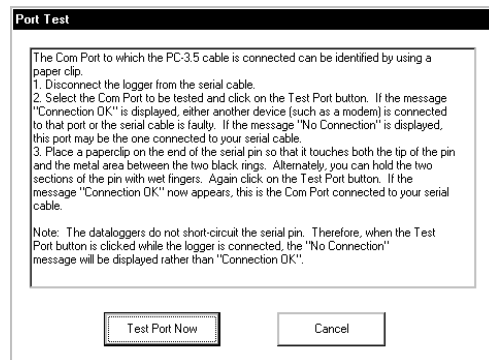 Port Test
The Com Port to which the PC-3.5 cable is connected can be identified by using a
paper clip.
1. Disconnect the logger from the serial cable.
2. Select the Com Port to be tested and click on the Test Port button.  If the message
"Connection OK" is displayed, either another device (such as a modem) is connected
to that port or the serial cable is faulty.  If the message "No Connection" is displayed,
this port may be the one connected to your serial cable.
3. Place a paperclip on the end of the serial pin so that it touches both the tip of the pin
and the metal area between the two black rings.  Alternately, you can hold the two
sections of the pin with wet fingers.  Again click on the Test Port button.  If the
message "Connection OK" now appears, this is the Com Port connected to your serial
cable.
Note:  The dataloggers do not short-circuit the serial pin.  Therefore, when the Test
Port button is clicked while the logger is connected, the "No Connection"
message will be displayed rather than "Connection OK".
Test Port Now
Cancel